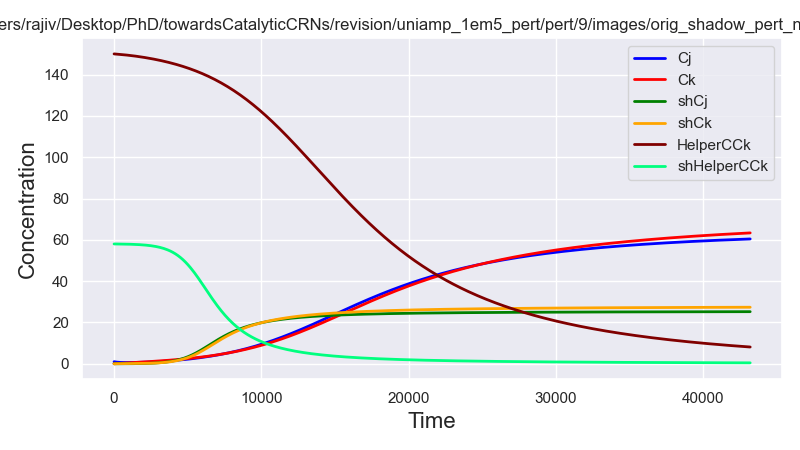 ers/rajiv/Desktop/PhD/towardsCatalyticCRNs/revision/uniamp_1em5_pert/pert/9/images/orig_shadow_pert_n
Concentration
140
120
100
80
60
40
20
0
0 10000 20000 30000 40000
Time
Cj
Ck
shCj
shCk
HelperCCk
shHelperCCk